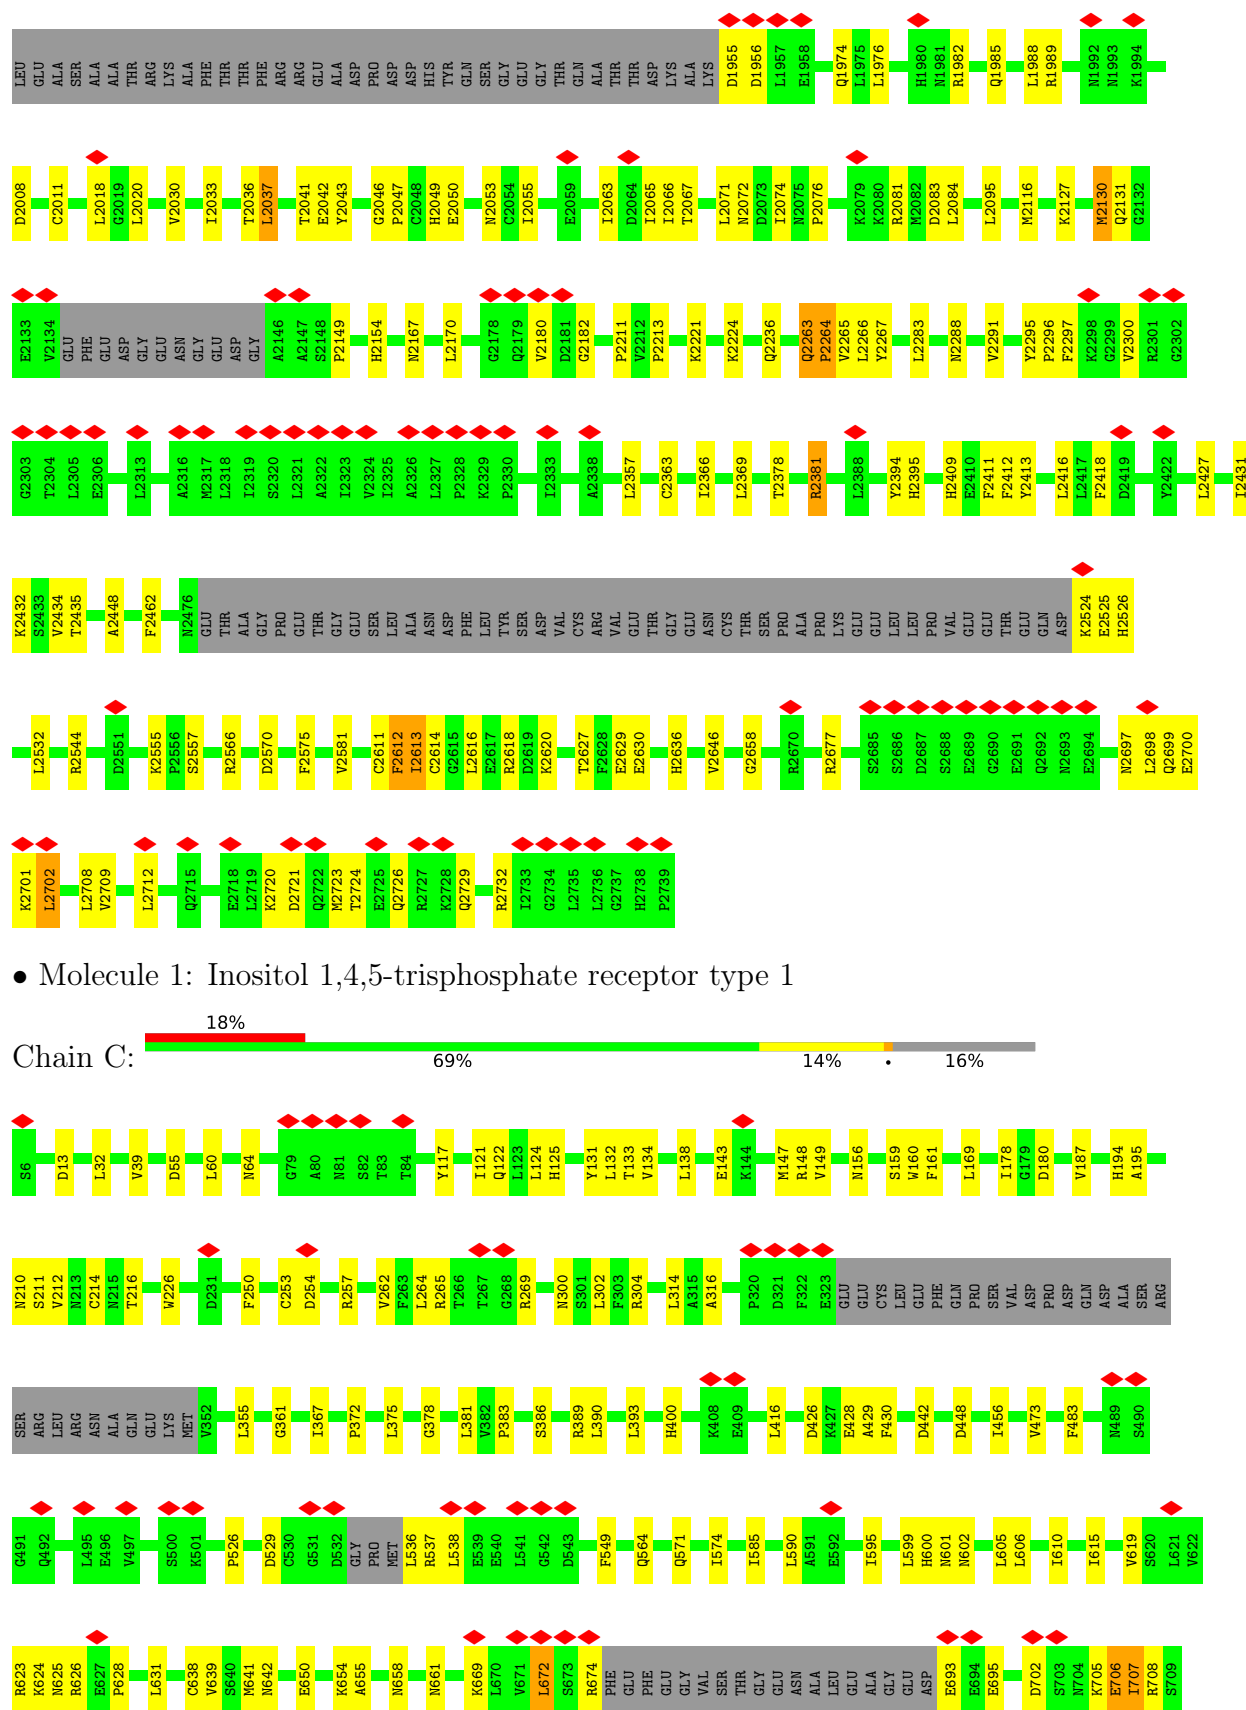 LEU GLU ALA SER ALA ALA THR ARG LYS ALA PHE THR THR PHE ARG ARG GLU ALA ASP PRO ASP ASP HIS TYR GLN SER GLY GLU GLY THR GLN ALA THR THR ASP LYS ALA LYS D1955 D1956 L1957 E1958 Q1974 L1975 L1976 H1980 N1981 R1982 Q1985 L1988 R1989 N1992 N1993 K1994
D2008 C2011 L2018 G2019 L2020 V2030 I2033 T2036 L2037 T2041 E2042 Y2043 G2046 P2047 C2048 H2049 E2050 N2053 C2054 I2055 E2059 I2063 D2064 I2065 I2066 T2067 L2071 N2072 D2073 I2074 N2075 P2076 K2079 K2080 R2081 M2082 D2083 L2084 L2095 M2116 K2127 M2130 Q2131 G2132
E2133 V2134 GLU PHE GLU ASP GLY GLU ASN GLY GLU ASP GLY A2146 A2147 S2148 P2149 H2154 N2167 L2170 G2178 Q2179 V2180 D2181 G2182 P2211 V2212 P2213 K2221 K2224 Q2236 Q2263 P2264 V2265 L2266 Y2267 L2283 N2288 V2291 Y2295 P2296 F2297 K2298 G2299 V2300 R2301 G2302
G2303 T2304 L2305 E2306 L2313 A2316 M2317 L2318 I2319 S2320 L2321 A2322 I2323 V2324 I2325 A2326 L2327 P2328 K2329 P2330 I2333 A2338 L2357 C2363 I2366 L2369 T2378 R2381 L2388 Y2394 H2395 H2409 E2410 F2411 F2412 Y2413 L2416 L2417 F2418 D2419 Y2422 L2427 I2431
K2432 S2433 V2434 T2435 A2448 F2462 N2476 GLU THR ALA GLY PRO GLU THR GLY GLU SER LEU ALA ASN ASP PHE LEU TYR SER ASP VAL CYS ARG VAL GLU THR GLY GLU ASN CYS THR SER PRO ALA PRO LYS GLU GLU LEU LEU PRO VAL GLU GLU THR GLU GLN ASP K2524 E2525 H2526
L2532 R2544 D2551 K2555 P2556 S2557 R2566 D2570 F2575 V2581 C2611 F2612 I2613 C2614 G2615 L2616 E2617 R2618 D2619 K2620 T2627 F2628 E2629 E2630 H2636 V2646 G2658 R2670 R2677 S2685 S2686 D2687 S2688 E2689 G2690 E2691 Q2692 N2693 E2694 N2697 L2698 Q2699 E2700
K2701 L2702 L2708 V2709 L2712 Q2715 E2718 L2719 K2720 D2721 Q2722 M2723 T2724 E2725 Q2726 R2727 K2728 Q2729 R2732 I2733 G2734 L2735 L2736 G2737 H2738 P2739
• Molecule 1: Inositol 1,4,5-trisphosphate receptor type 1
18%
Chain C:
69% 14% • 16%
S6 D13 L32 V39 D55 L60 N64 G79 A80 N81 S82 T83 T84 Y117 I121 Q122 L123 L124 H125 Y131 L132 T133 V134 L138 E143 K144 M147 R148 V149 N156 S159 W160 F161 L169 I178 G179 D180 V187 H194 A195
N210 S211 V212 N213 C214 N215 T216 W226 D231 F250 C253 D254 R257 V262 F263 L264 R265 T266 T267 G268 R269 N300 S301 L302 F303 R304 L314 A315 A316 P320 D321 F322 E323 GLU GLU CYS LEU GLU PHE GLN PRO SER VAL ASP PRO ASP GLN ASP ALA SER ARG
SER ARG LEU ARG ASN ALA GLN GLU LYS MET V352 L355 G361 I367 P372 L375 G378 L381 V382 P383 S386 R389 L390 L393 H400 K408 E409 L416 D426 K427 E428 A429 F430 D442 D448 I456 V473 F483 N489 S490
G491 Q492 L495 E496 V497 S500 K501 P526 D529 C530 G531 D532 GLY PRO MET L536 R537 L538 E539 E540 L541 G542 D543 F549 Q564 Q571 I574 I585 L590 A591 E592 I595 L599 H600 N601 N602 L605 L606 I610 I615 V619 S620 L621 V622
R623 K624 N625 R626 E627 P628 L631 C638 V639 S640 M641 N642 E650 K654 A655 N658 N661 K669 L670 V671 L672 S673 R674 PHE GLU PHE GLU GLY VAL SER THR GLY GLU ASN ALA LEU GLU ALA GLY GLU ASP E693 E694 E695 D702 S703 N704 K705 E706 I707 R708 S709